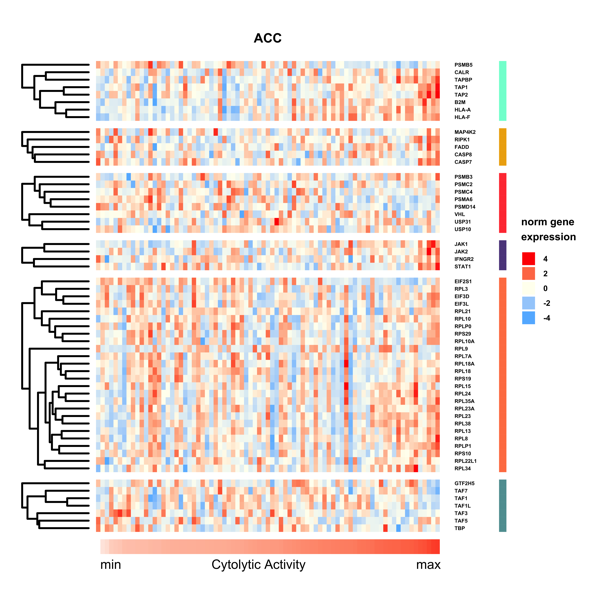 ACC
PSMB5
CALR
TAPBP
TAP1
TAP2
B2M
HLA-A
HLA-F
MAP4K2
RIPK1
FADD
CASP8
CASP7
PSMB3
PSMC2
PSMC4
PSMA6
PSMD14
VHL
USP31
USP10
JAK1
JAK2
IFNGR2
STAT1
EIF2S1
RPL3
EIF3D
EIF3L
RPL21
RPL10
RPLP0
RPS29
RPL10A
RPL9
RPL7A
RPL18A
RPL18
RPS19
RPL15
RPL24
RPL35A
RPL23A
RPL23
RPL38
RPL13
RPL8
RPLP1
RPS10
RPL22L1
RPL34
GTF2H5
TAF7
TAF1
TAF1L
TAF3
TAF5
TBP
norm gene
expression
4
2
0
-2
-4
min Cytolytic Activity max